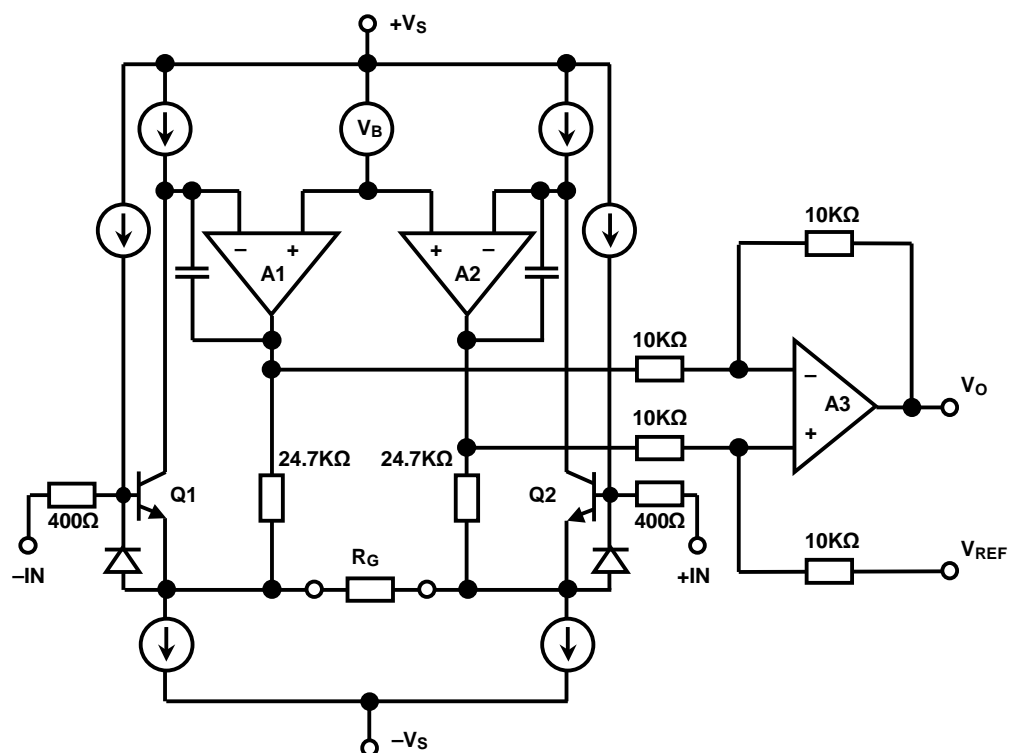 +VS
VB
− +
A1
+ −
A2
10KΩ
10KΩ
−
A3
+
VO
10KΩ
24.7KΩ
24.7KΩ
Q1
Q2
400Ω
400Ω
−IN
+IN
RG
10KΩ
VREF
−VS